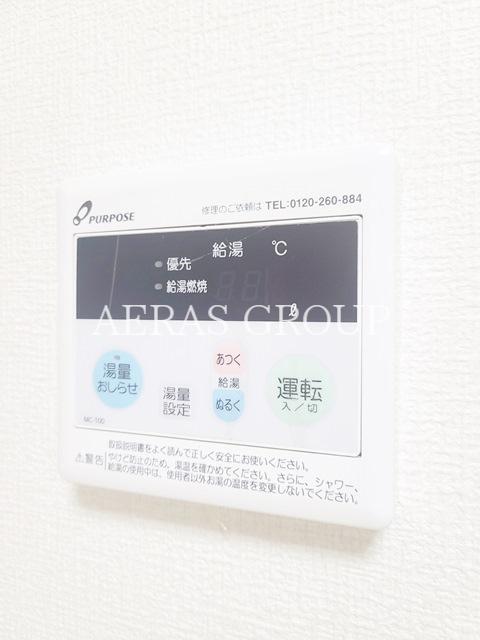 PURPOSE
修理のご依頼は TEL:0120-260-884
給湯 ℃
優先
給湯燃焼
88
ℓ
AERAS GROUP
湯量
おしらせ
湯量
設定
あつく
給湯
ぬるく
運転
入／切
MC-100
⚠警告
取扱説明書をよく読んで正しく安全にお使いください。
やけど防止のため、湯温を確かめてください。さらに、シャワー、
給湯の使用中は、使用者以外お湯の温度を変更しないでください。